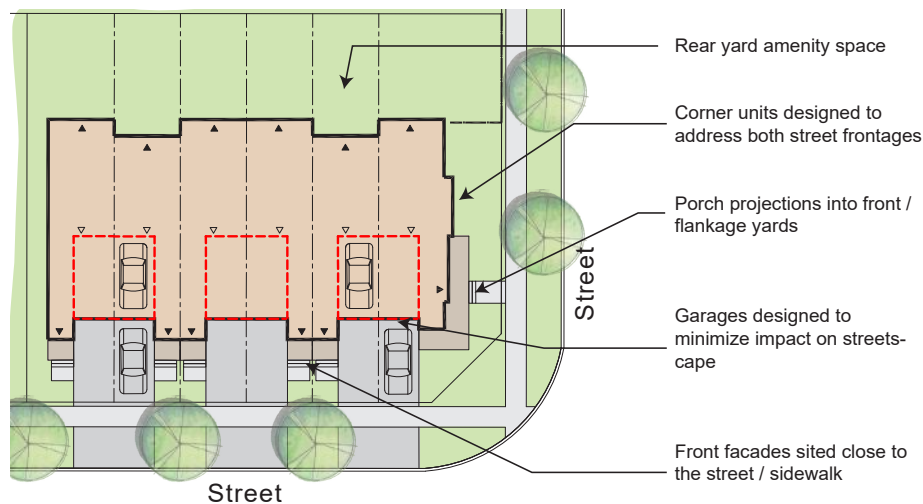 Rear yard amenity space
Corner units designed to
address both street frontages
Porch projections into front /
flankage yards
Street
Garages designed to
minimize impact on streets-
cape
Front facades sited close to
the street / sidewalk
Street